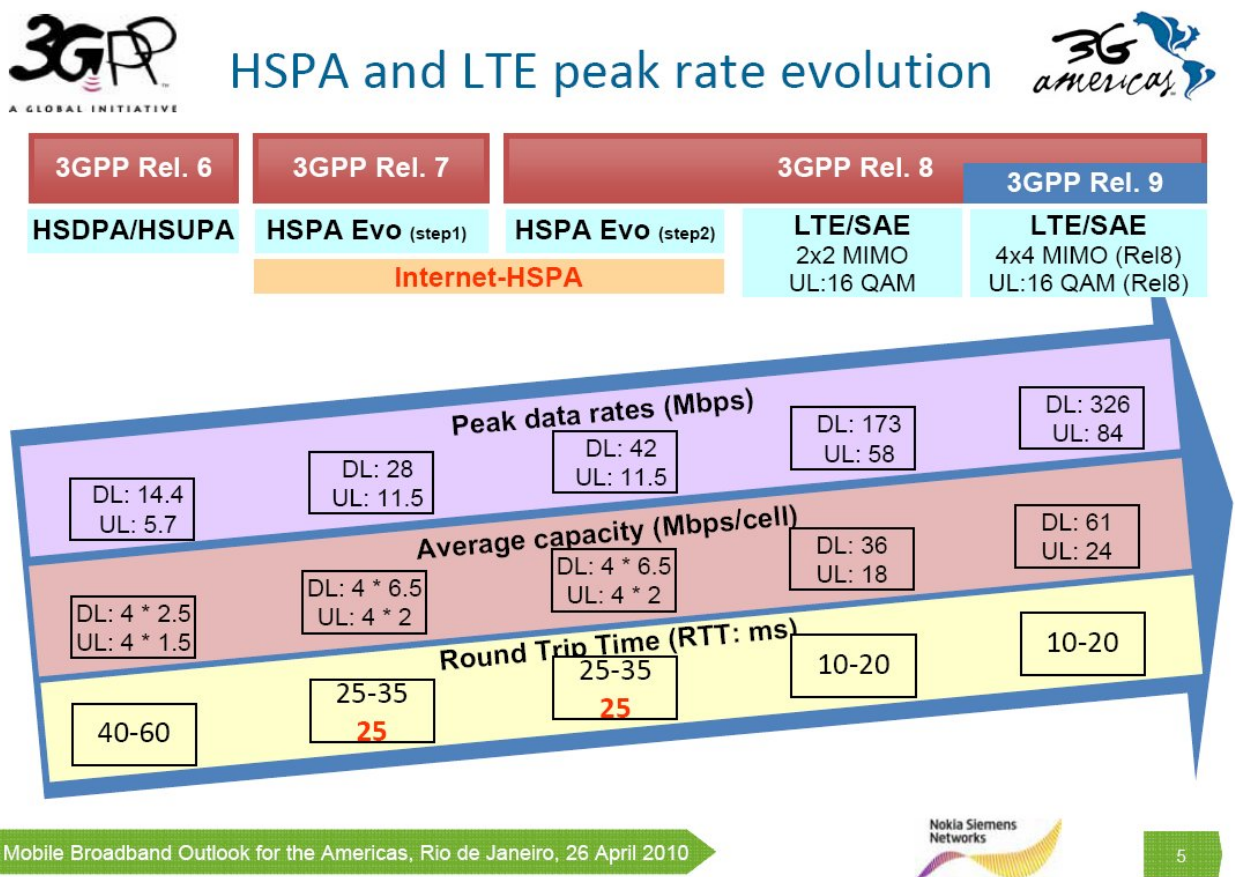 3GPP
™
A GLOBAL INITIATIVE
HSPA and LTE peak rate evolution
3G
americas
3GPP Rel. 6
3GPP Rel. 7
3GPP Rel. 8
3GPP Rel. 9
HSDPA/HSUPA
HSPA Evo (step1)
HSPA Evo (step2)
Internet-HSPA
LTE/SAE
2x2 MIMO
UL:16 QAM
LTE/SAE
4x4 MIMO (Rel8)
UL:16 QAM (Rel8)
Peak data rates (Mbps)
DL: 14.4
UL: 5.7
DL: 28
UL: 11.5
DL: 42
UL: 11.5
DL: 173
UL: 58
DL: 326
UL: 84
Average capacity (Mbps/cell)
DL: 4 * 2.5
UL: 4 * 1.5
DL: 4 * 6.5
UL: 4 * 2
DL: 4 * 6.5
UL: 4 * 2
DL: 36
UL: 18
DL: 61
UL: 24
Round Trip Time (RTT: ms)
40-60
25-35
25
25-35
25
10-20
10-20
Mobile Broadband Outlook for the Americas, Rio de Janeiro, 26 April 2010
Nokia Siemens
Networks
5